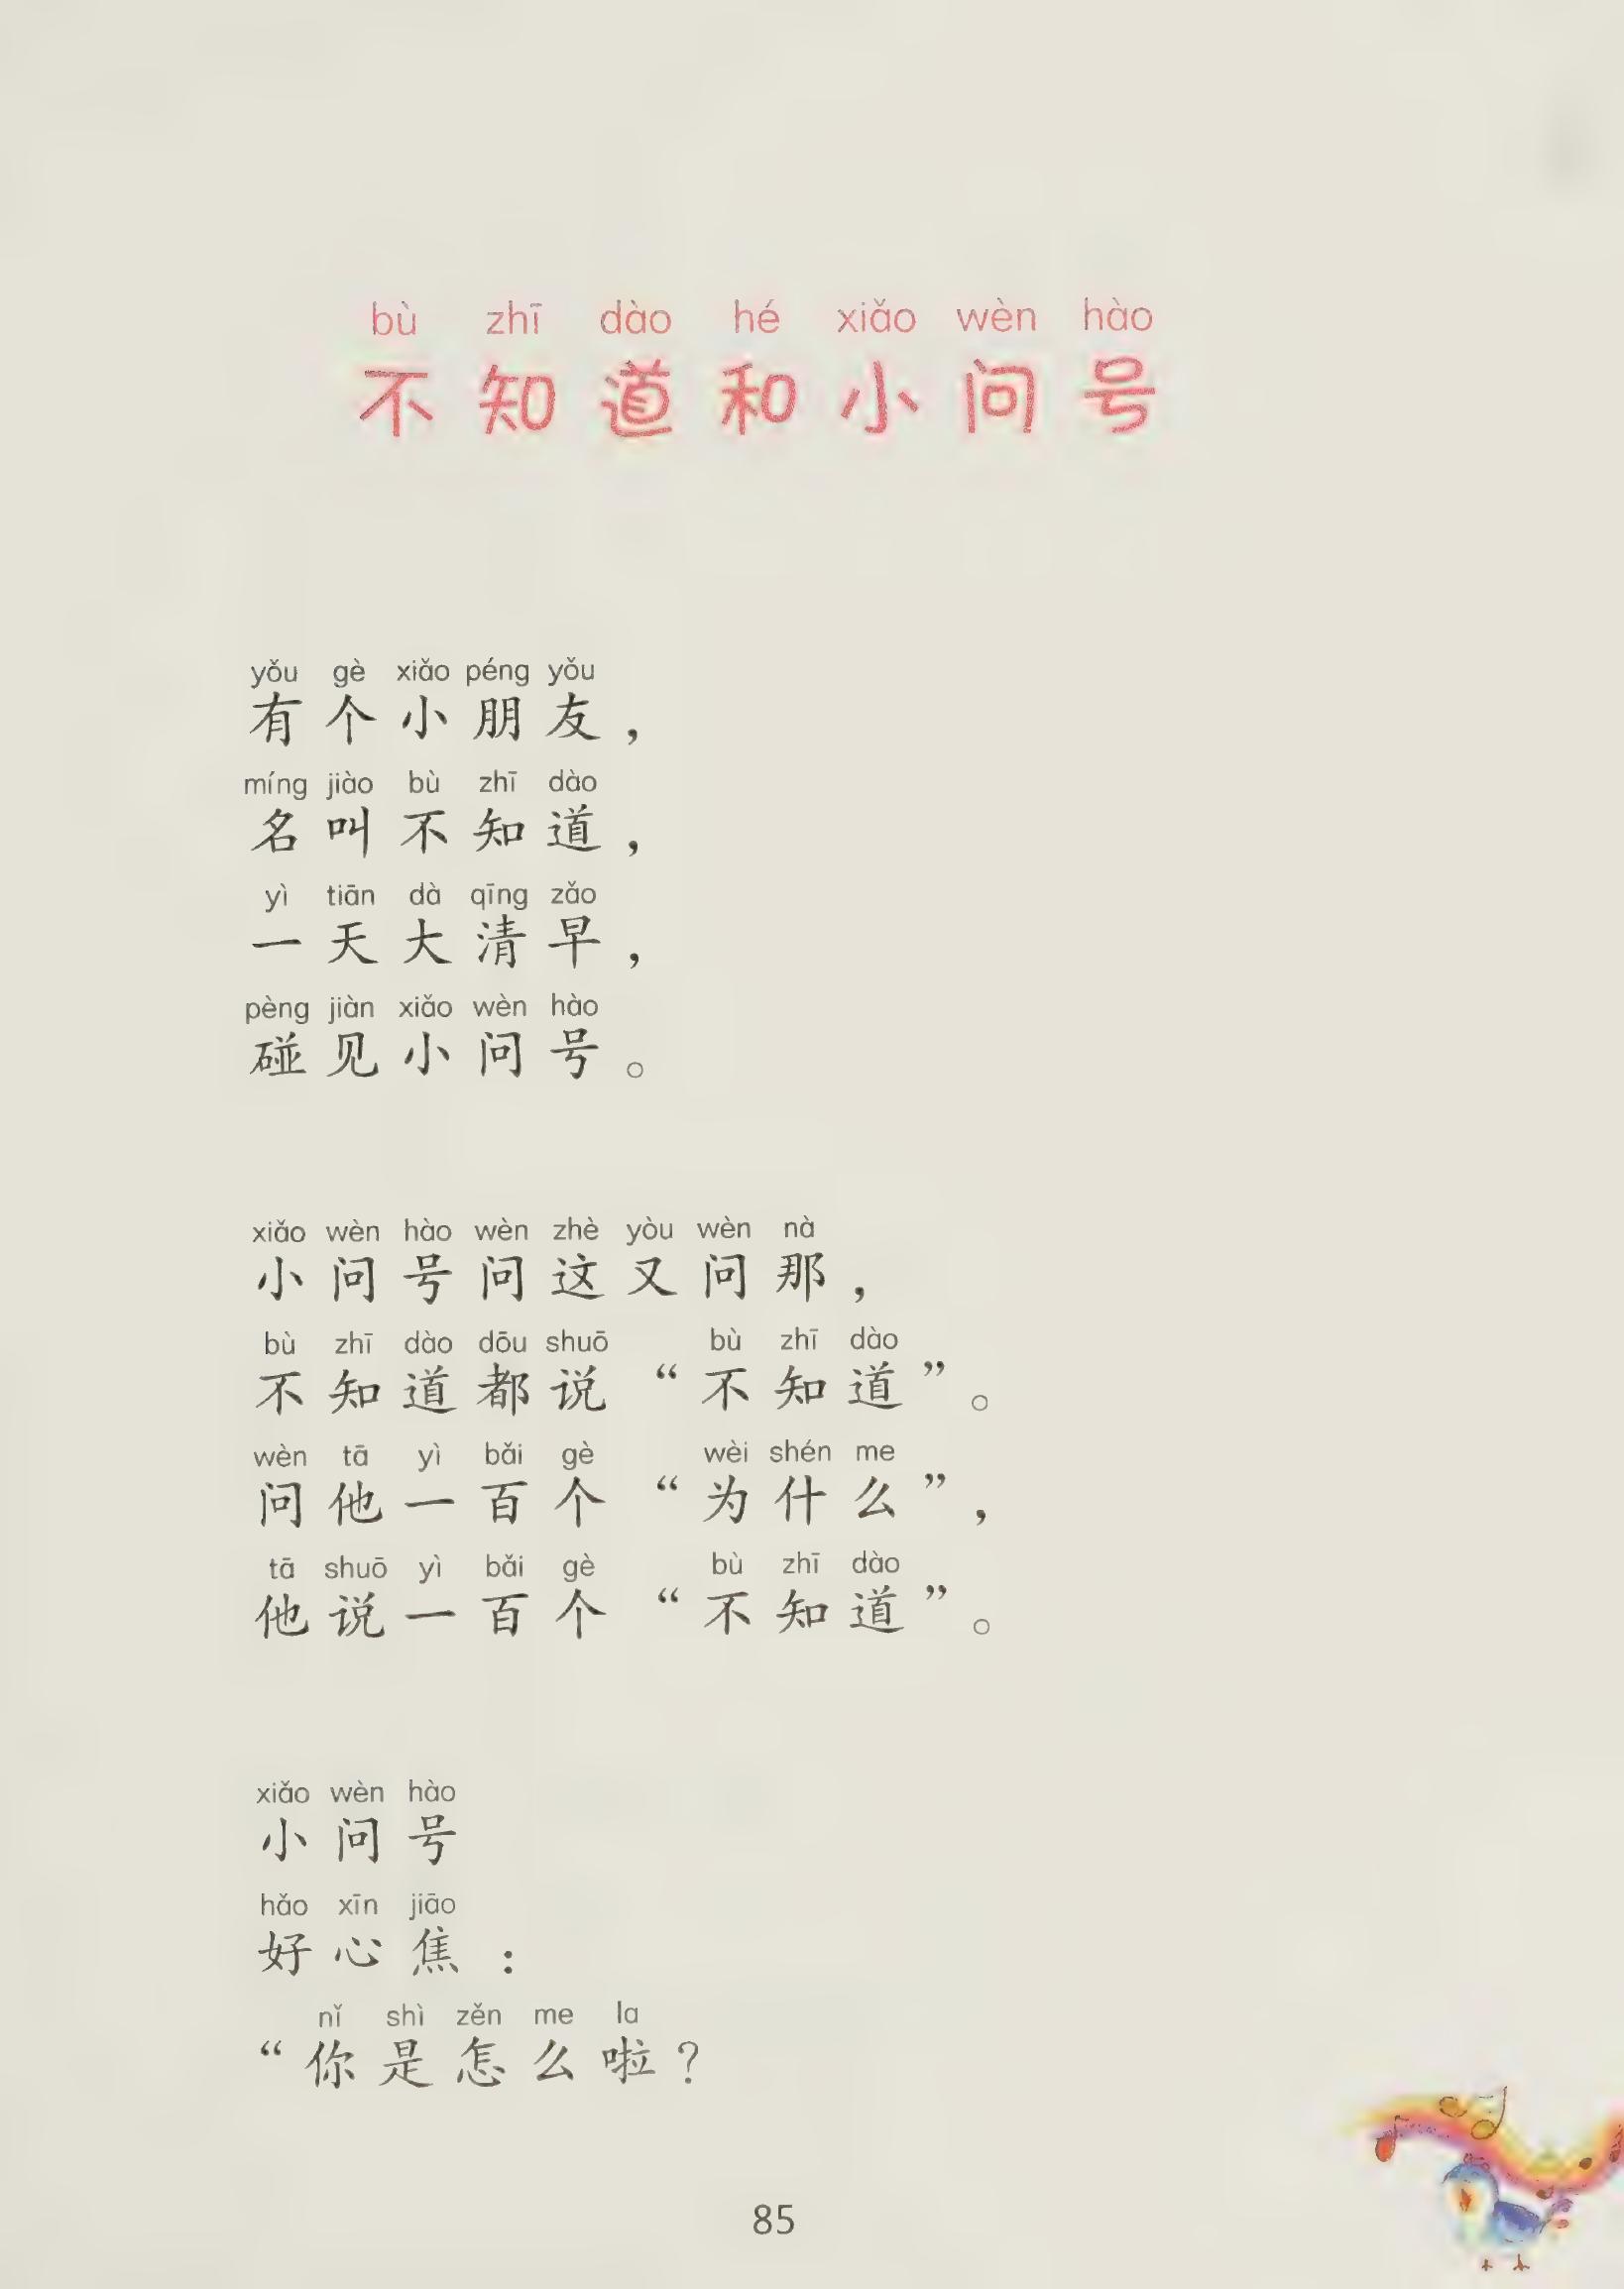 bù zhī dào hé xiǎo wèn hào
不知道和小问号
yǒu gè xiǎo péng yǒu
有个小朋友，
míng jiào bù zhī dào
名叫不知道，
yì tiān dà qīng zǎo
一天大清早，
pèng jiàn xiǎo wèn hào
碰见小问号。
xiǎo wèn hào wèn zhè yòu wèn nà
小问号问这又问那，
bù zhī dào dōu shuō bù zhī dào
不知道都说“不知道”。
wèn tā yì bǎi gè wèi shén me
问他一百个“为什么”，
tā shuō yì bǎi gè bù zhī dào
他说一百个“不知道”。
xiǎo wèn hào
小问号
hǎo xīn jiāo
好心焦：
nǐ shì zěn me la
“你是怎么啦？
85